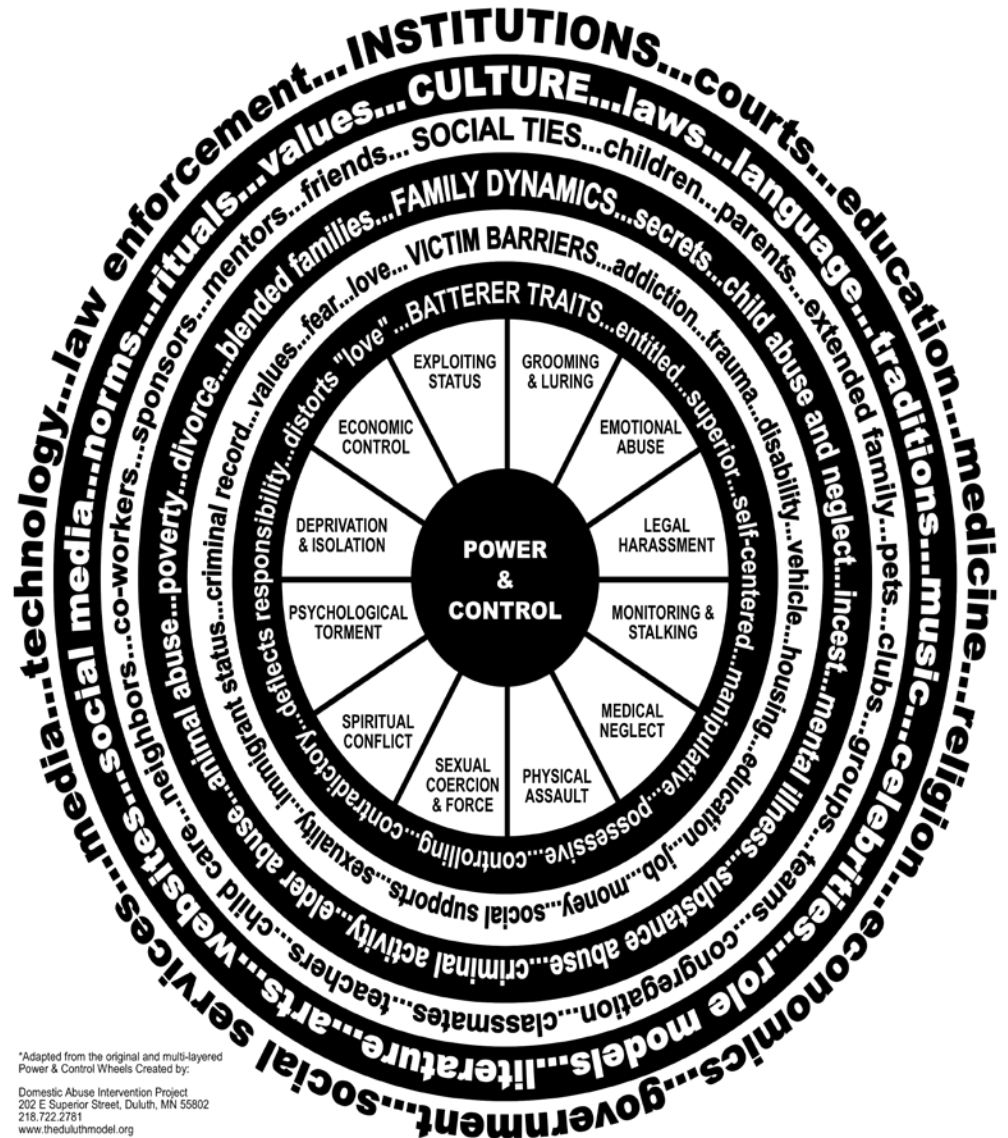 INSTITUTIONS...courts...education...medicine...religion...economics...government...social services...media...technology...law enforcement...
CULTURE...laws...language...traditions...music...celebrities...role models...literature...arts...websites...social media...norms...rituals...values...
SOCIAL TIES...children...parents...extended family...pets...clubs...groups...teams...congregation...classmates...teachers...child care...neighbors...co-workers...sponsors...mentors...friends...
FAMILY DYNAMICS...secrets...child abuse and neglect...incest...mental illness...substance abuse...criminal activity...elder abuse...animal abuse...poverty...divorce...blended families...
VICTIM BARRIERS...addiction...trauma...disability...vehicle...housing...education...job...money...social supports...sexuality...immigrant status...criminal record...values...fear...love...
BATTERER TRAITS...entitled...superior...self-centered...manipulative...possessive...controlling...contradictory...deflects responsibility...distorts "love"...
EXPLOITING
STATUS
GROOMING
& LURING
EMOTIONAL
ABUSE
LEGAL
HARASSMENT
MONITORING &
STALKING
MEDICAL
NEGLECT
PHYSICAL
ASSAULT
SEXUAL
COERCION
& FORCE
SPIRITUAL
CONFLICT
PSYCHOLOGICAL
TORMENT
DEPRIVATION
& ISOLATION
ECONOMIC
CONTROL
POWER
&
CONTROL
*Adapted from the original and multi-layered
Power & Control Wheels Created by:
Domestic Abuse Intervention Project
202 E Superior Street, Duluth, MN 55802
218.722.2781
www.theduluthmodel.org